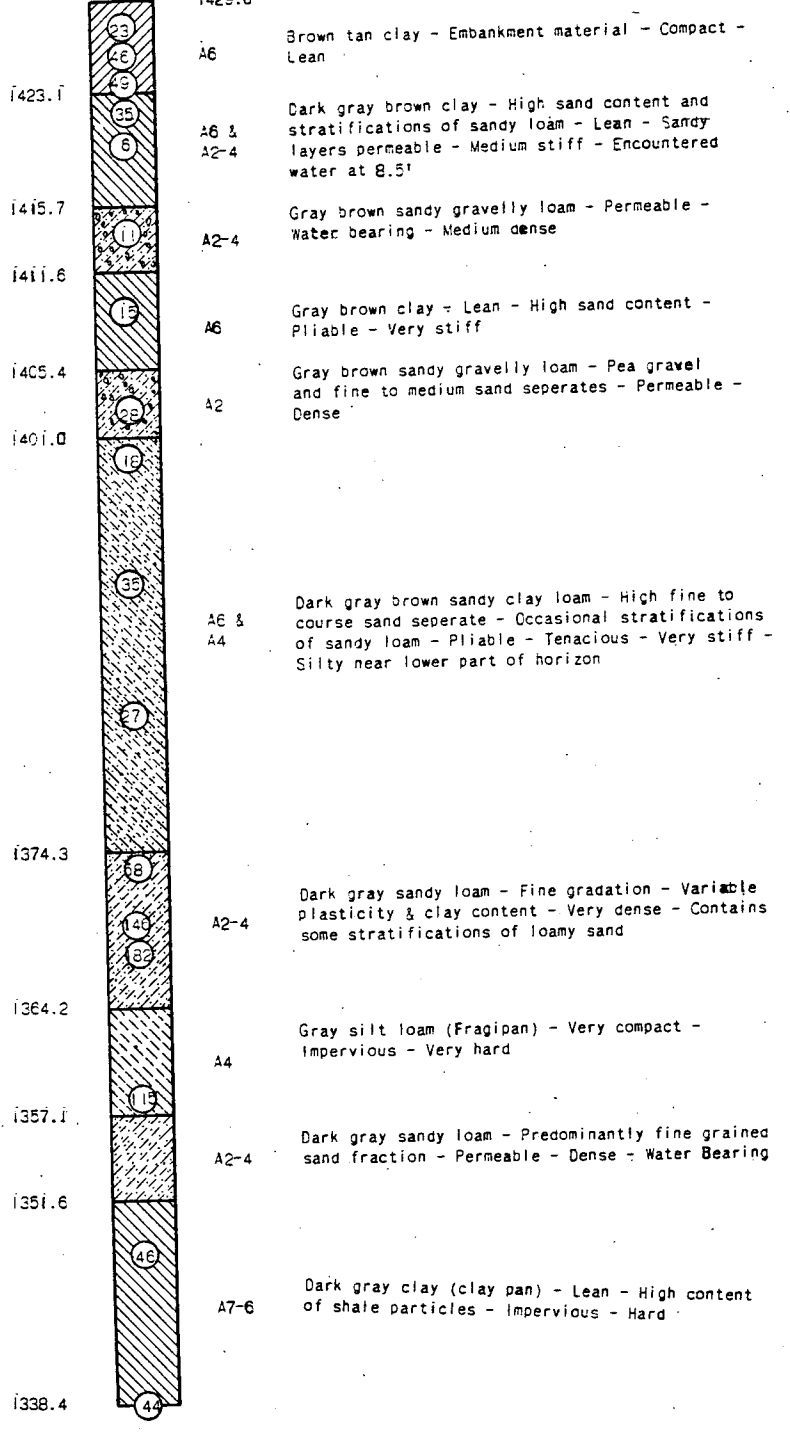 23
46
49
A6
Brown tan clay – Embankment material – Compact –
Lean
1423.1
35
6
A6 &
A2-4
Dark gray brown clay – High sand content and
stratifications of sandy loam – Lean – Sandy
layers permeable – Medium stiff – Encountered
water at 8.5'
1415.7
11
A2-4
Gray brown sandy gravelly loam – Permeable –
Water bearing – Medium dense
1411.6
15
A6
Gray brown clay – Lean – High sand content –
Pliable – Very stiff
1405.4
28
A2
Gray brown sandy gravelly loam – Pea gravel
and fine to medium sand seperates – Permeable –
Dense
1401.0
18
35
27
A6 &
A4
Dark gray brown sandy clay loam – High fine to
course sand seperate – Occasional stratifications
of sandy loam – Pliable – Tenacious – Very stiff –
Silty near lower part of horizon
1374.3
68
146
182
A2-4
Dark gray sandy loam – Fine gradation – Variable
plasticity & clay content – Very dense – Contains
some stratifications of loamy sand
1364.2
115
A4
Gray silt loam (Fragipan) – Very compact –
Impervious – Very hard
1357.1
A2-4
Dark gray sandy loam – Predominantly fine grained
sand fraction – Permeable – Dense – Water Bearing
1351.6
46
A7-6
Dark gray clay (clay pan) – Lean – High content
of shale particles – Impervious – Hard
1338.4
44